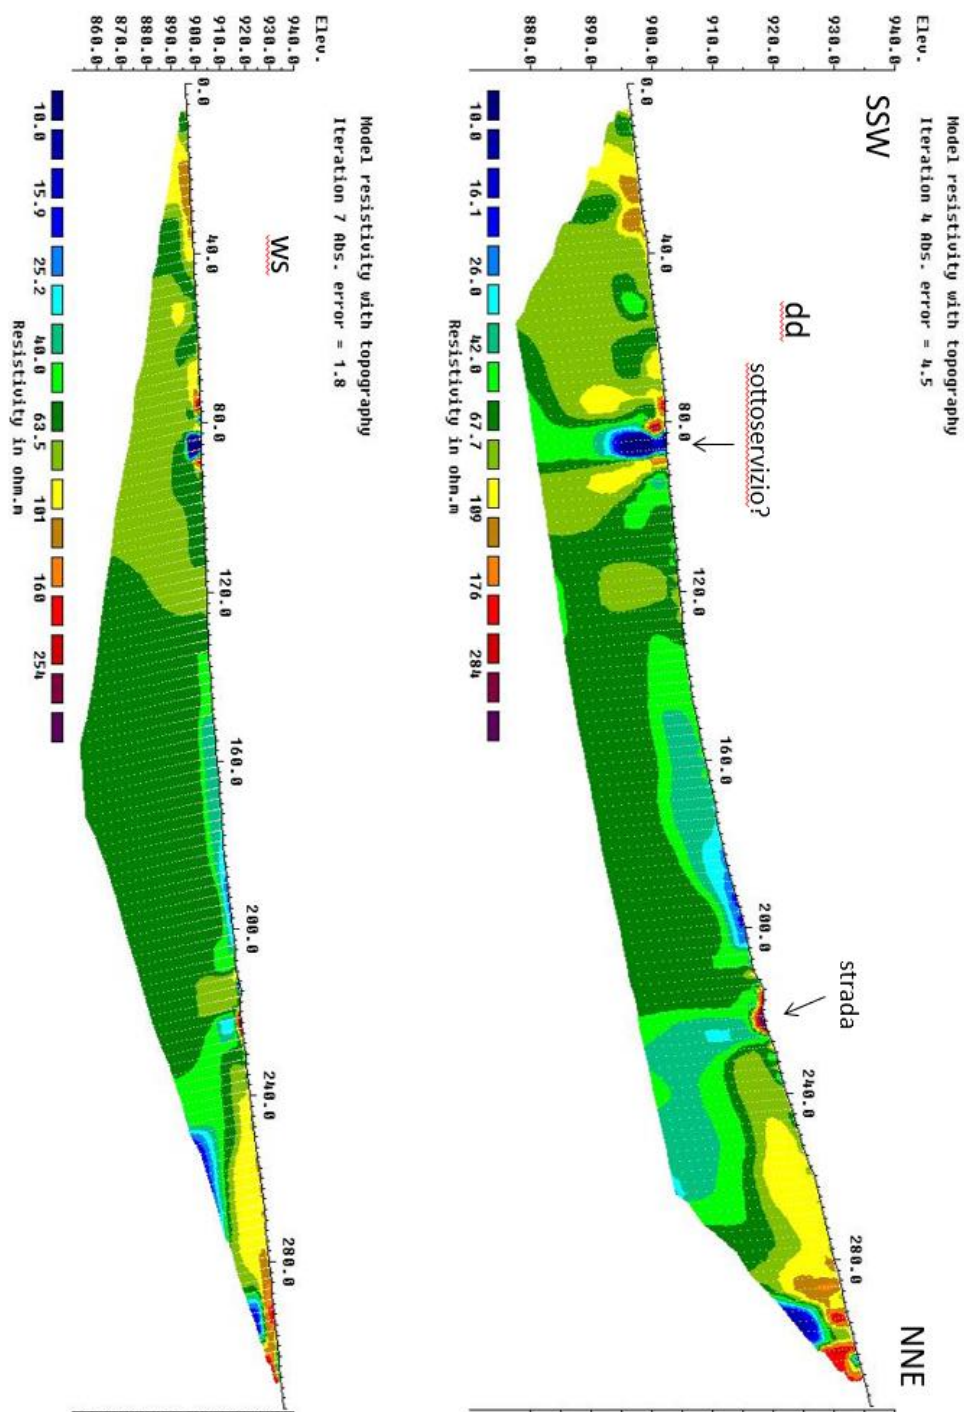 Model resistivity with topography
Iteration 4 Abs. error = 4.5
Elev.
SSW
NNE
dd
sottoservizio?
strada
940.0
930.0
920.0
910.0
900.0
890.0
880.0
0.0 40.0 80.0 120.0 160.0 200.0 240.0 280.0
10.0 16.1 26.0 42.0 67.7 109 176 284
Resistivity in ohm.m
Model resistivity with topography
Iteration 7 Abs. error = 1.8
Elev.
ws
940.0
930.0
920.0
910.0
900.0
890.0
880.0
870.0
860.0
0.0 40.0 80.0 120.0 160.0 200.0 240.0 280.0
10.0 15.9 25.2 40.0 63.5 101 160 254
Resistivity in ohm.m